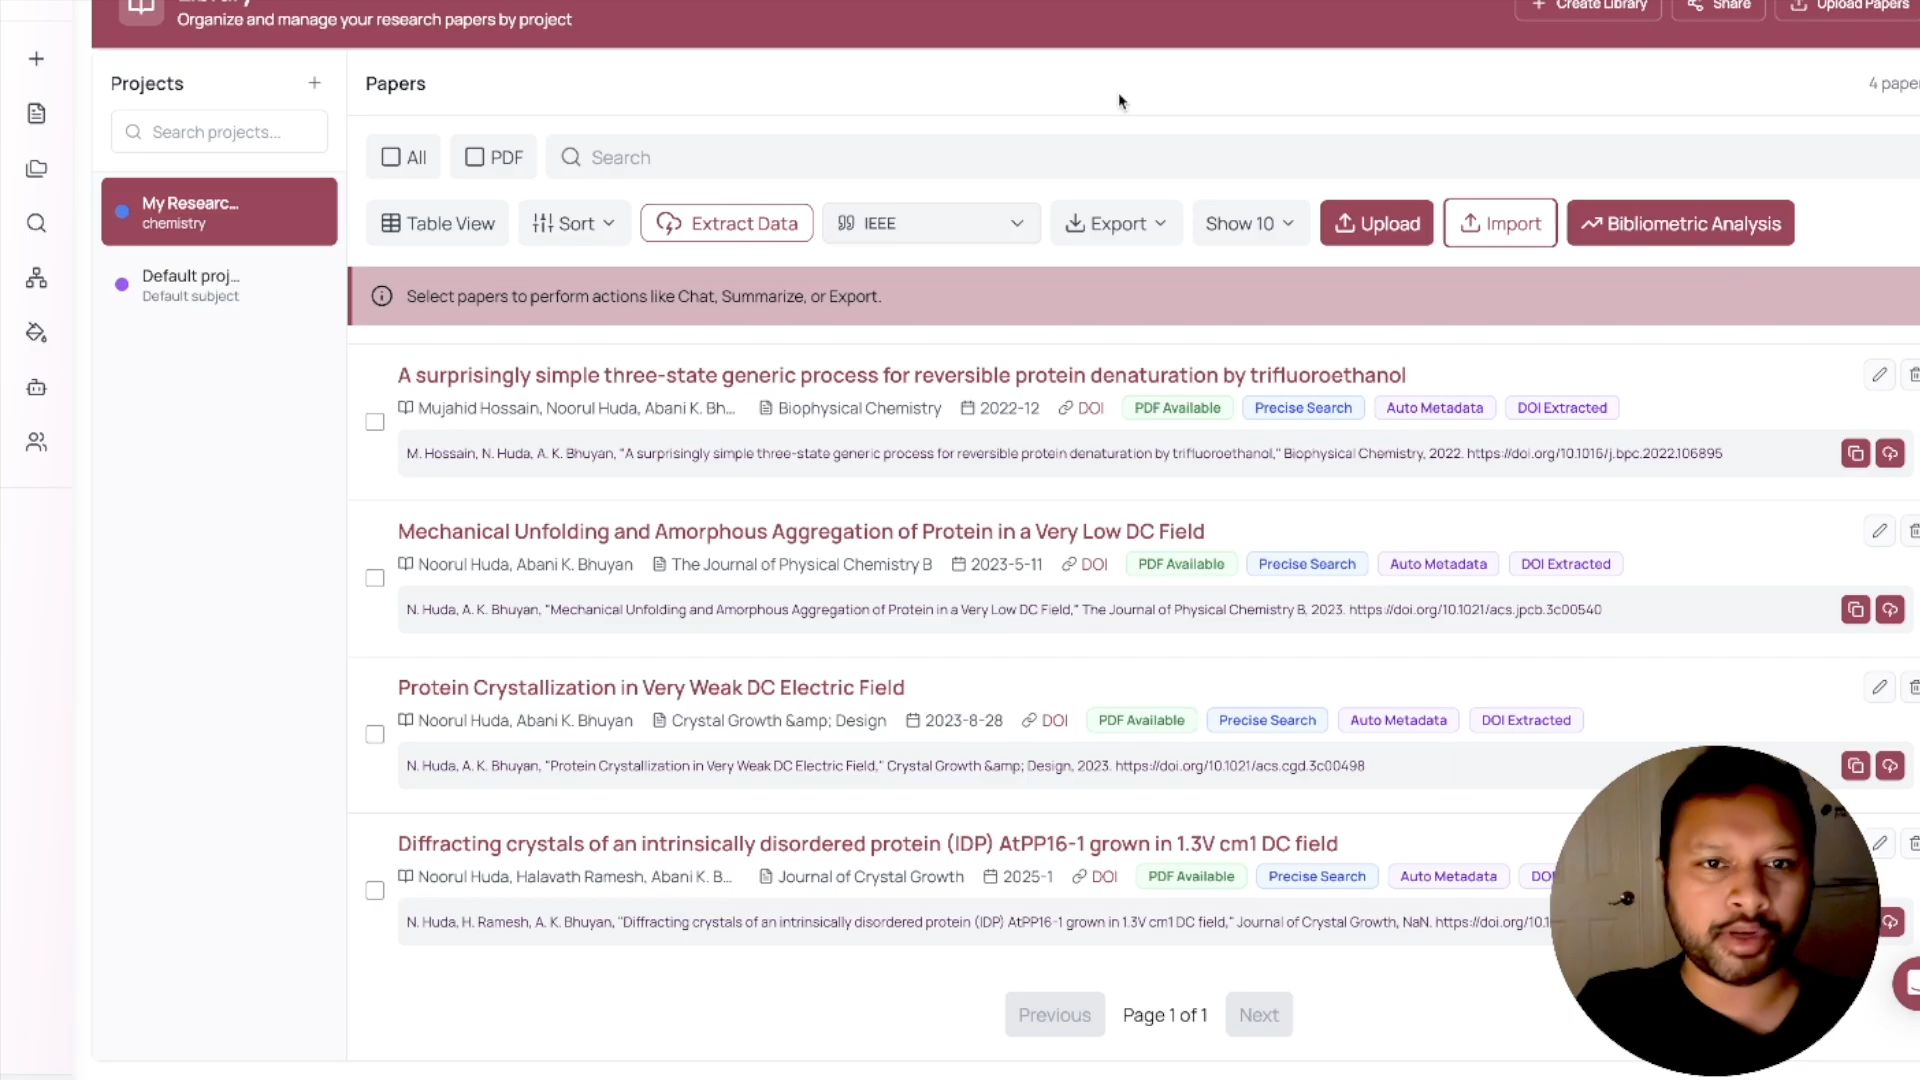 Organize and manage your research papers by project
Create Library
Share
Upload Papers
Projects
Search projects...
My Researc...
chemistry
Default proj...
Default subject
Papers
All
PDF
Search
Table View
Sort
Extract Data
IEEE
Export
Show 10
Upload
Import
Bibliometric Analysis
Select papers to perform actions like Chat, Summarize, or Export.
A surprisingly simple three-state generic process for reversible protein denaturation by trifluoroethanol
Mujahid Hossain, Noorul Huda, Abani K. Bh... Biophysical Chemistry 2022-12 DOI PDF Available Precise Search Auto Metadata DOI Extracted
M. Hossain, N. Huda, A. K. Bhuyan, "A surprisingly simple three-state generic process for reversible protein denaturation by trifluoroethanol," Biophysical Chemistry, 2022. https://doi.org/10.1016/j.bpc.2022.106895
Mechanical Unfolding and Amorphous Aggregation of Protein in a Very Low DC Field
Noorul Huda, Abani K. Bhuyan The Journal of Physical Chemistry B 2023-5-11 DOI PDF Available Precise Search Auto Metadata DOI Extracted
N. Huda, A. K. Bhuyan, "Mechanical Unfolding and Amorphous Aggregation of Protein in a Very Low DC Field," The Journal of Physical Chemistry B, 2023. https://doi.org/10.1021/acs.jpcb.3c00540
Protein Crystallization in Very Weak DC Electric Field
Noorul Huda, Abani K. Bhuyan Crystal Growth &amp; Design 2023-8-28 DOI PDF Available Precise Search Auto Metadata DOI Extracted
N. Huda, A. K. Bhuyan, "Protein Crystallization in Very Weak DC Electric Field," Crystal Growth &amp; Design, 2023. https://doi.org/10.1021/acs.cgd.3c00498
Diffracting crystals of an intrinsically disordered protein (IDP) AtPP16-1 grown in 1.3V cm1 DC field
Noorul Huda, Halavath Ramesh, Abani K. B... Journal of Crystal Growth 2025-1 DOI PDF Available Precise Search Auto Metadata DOI
N. Huda, H. Ramesh, A. K. Bhuyan, "Diffracting crystals of an intrinsically disordered protein (IDP) AtPP16-1 grown in 1.3V cm1 DC field," Journal of Crystal Growth, NaN. https://doi.org/10.1
Previous
Page 1 of 1
Next